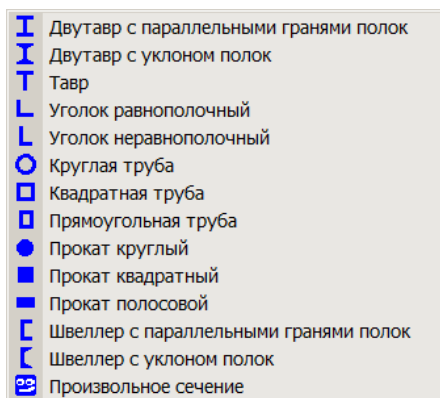 Двутавр с параллельными гранями полок
Двутавр с уклоном полок
Тавр
Уголок равнополочный
Уголок неравнополочный
Круглая труба
Квадратная труба
Прямоугольная труба
Прокат круглый
Прокат квадратный
Прокат полосовой
Швеллер с параллельными гранями полок
Швеллер с уклоном полок
Произвольное сечение